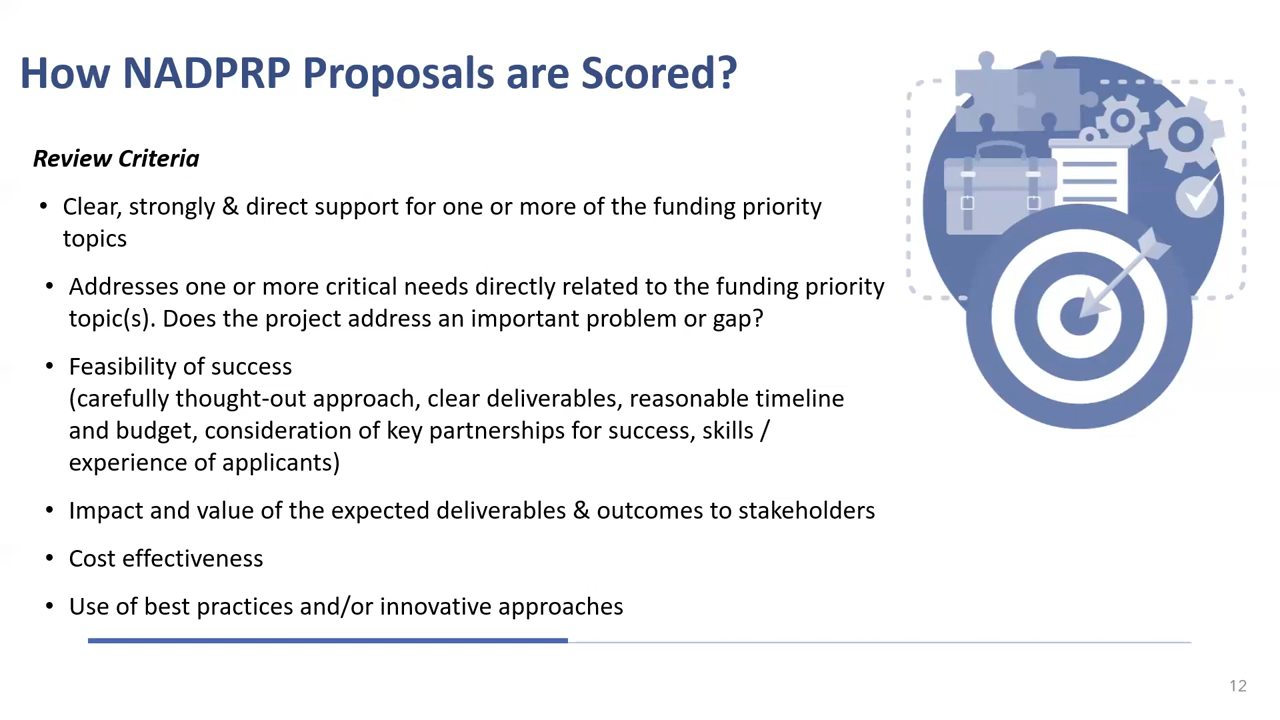 How NADPRP Proposals are Scored?
Review Criteria
• Clear, strongly & direct support for one or more of the funding priority
topics
• Addresses one or more critical needs directly related to the funding priority
topic(s). Does the project address an important problem or gap?
• Feasibility of success
(carefully thought-out approach, clear deliverables, reasonable timeline
and budget, consideration of key partnerships for success, skills /
experience of applicants)
• Impact and value of the expected deliverables & outcomes to stakeholders
• Cost effectiveness
• Use of best practices and/or innovative approaches
12